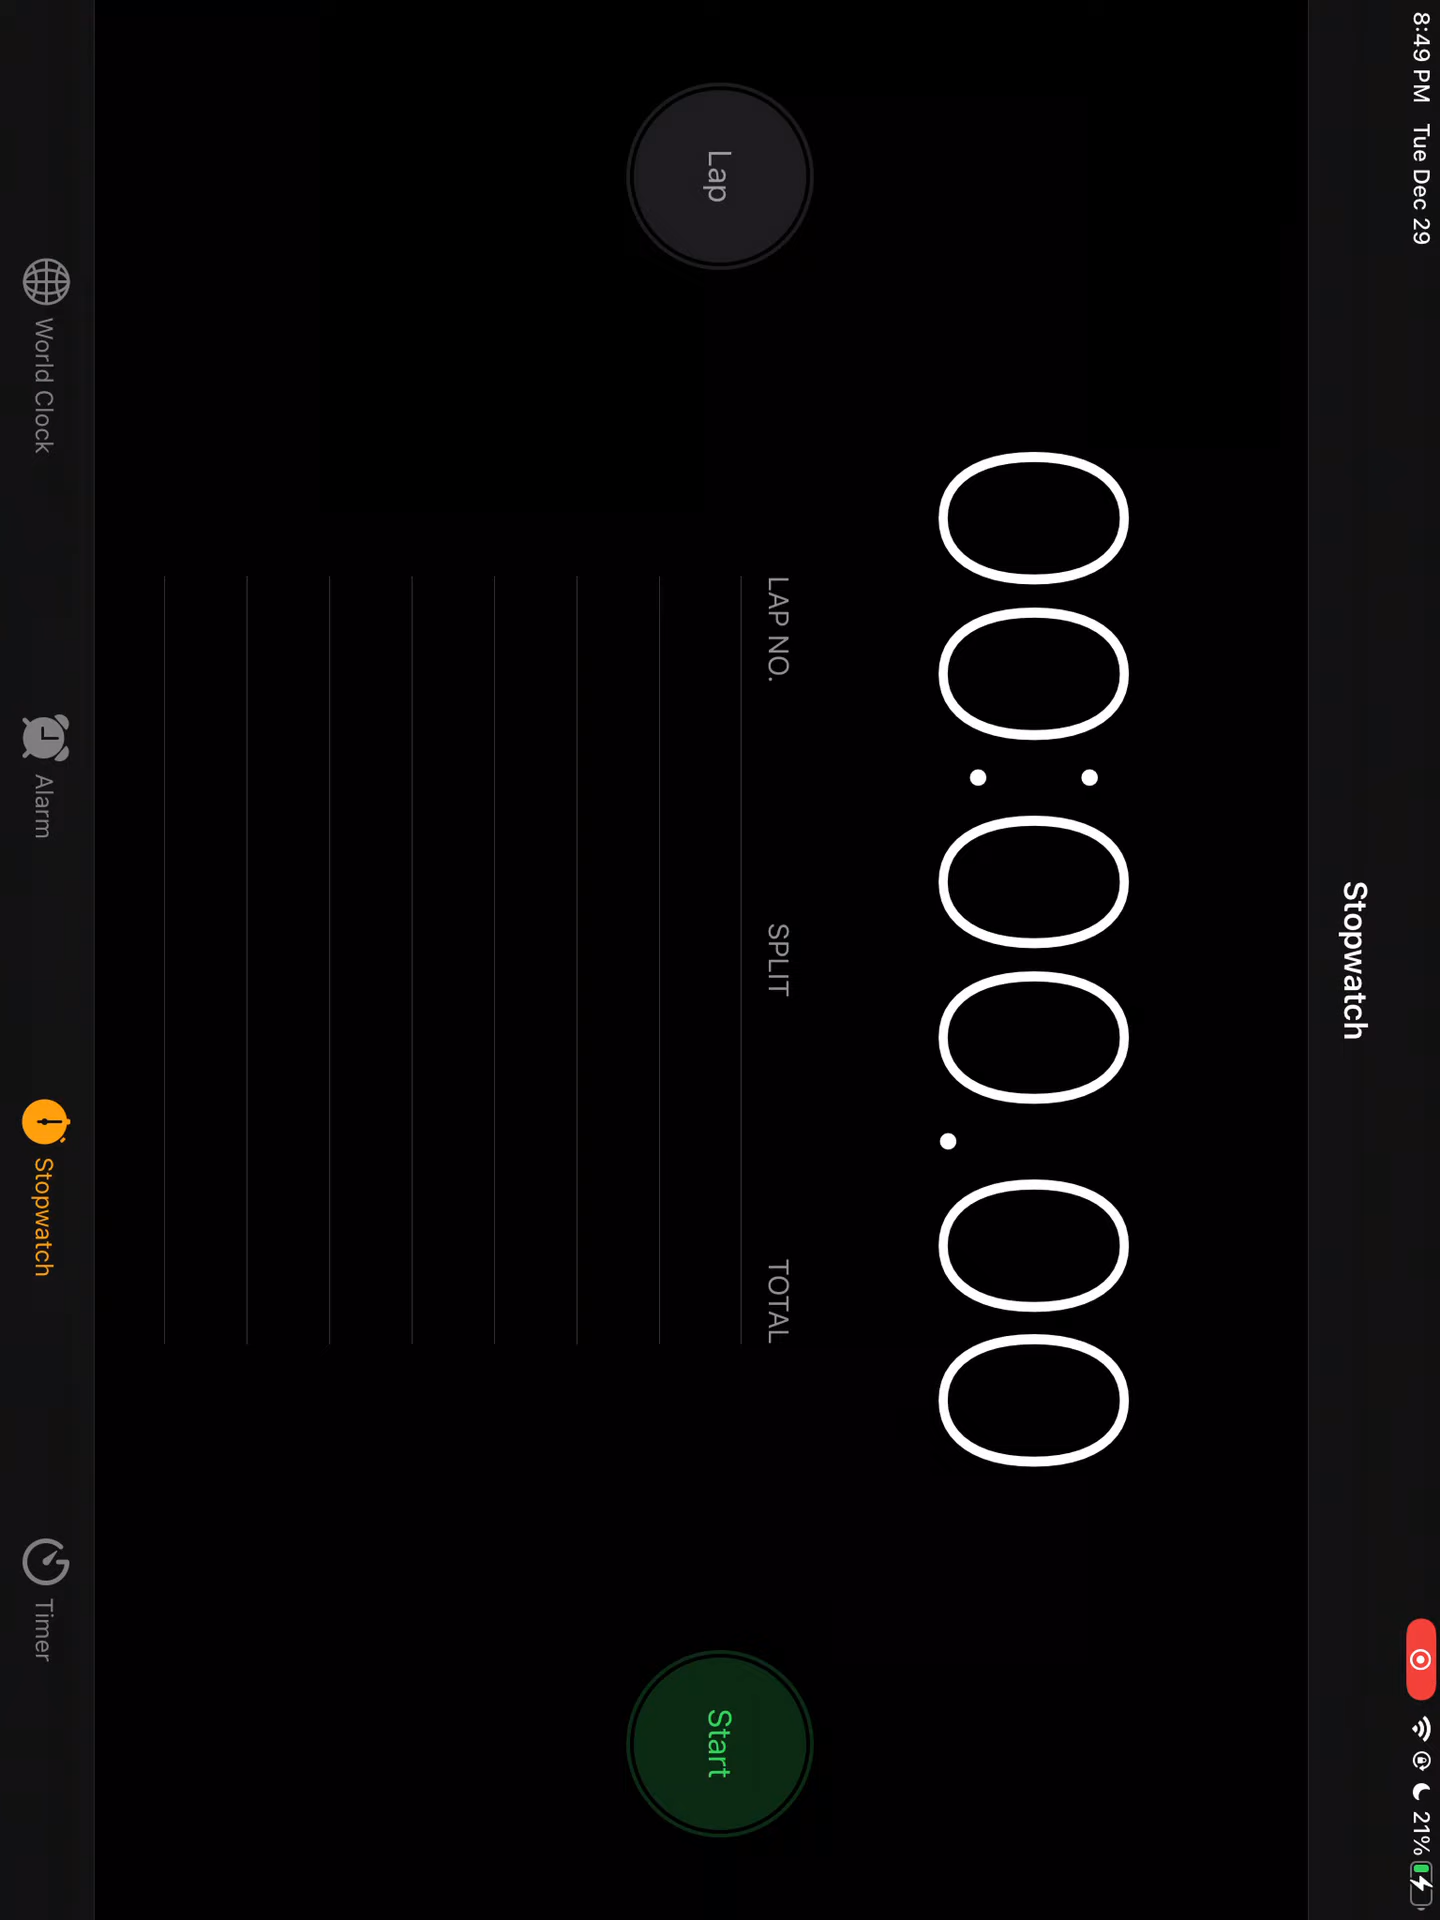 8:49 PM Tue Dec 29
21%
Stopwatch
00:00.00
Lap
Start
LAP NO. SPLIT TOTAL
World Clock
Alarm
Stopwatch
Timer